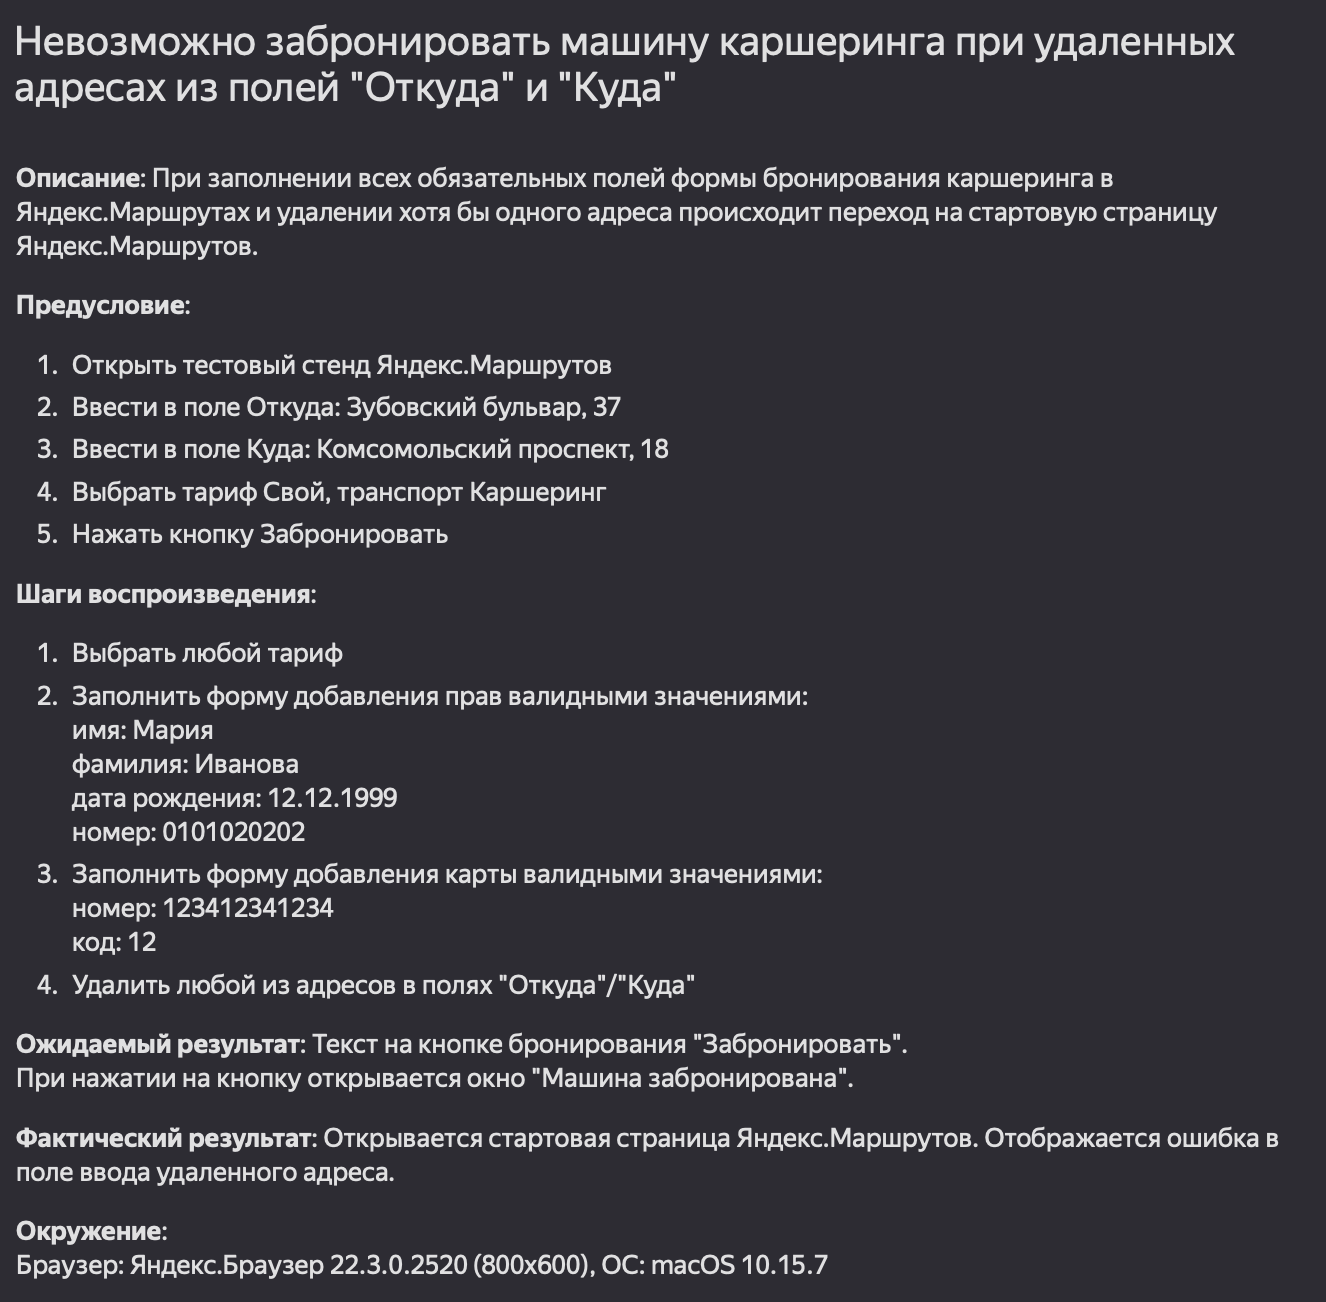 Невозможно забронировать машину каршеринга при удаленных
адресах из полей "Откуда" и "Куда"
Описание: При заполнении всех обязательных полей формы бронирования каршеринга в
Яндекс.Маршрутах и удалении хотя бы одного адреса происходит переход на стартовую страницу
Яндекс.Маршрутов.
Предусловие:
1. Открыть тестовый стенд Яндекс.Маршрутов
2. Ввести в поле Откуда: Зубовский бульвар, 37
3. Ввести в поле Куда: Комсомольский проспект, 18
4. Выбрать тариф Свой, транспорт Каршеринг
5. Нажать кнопку Забронировать
Шаги воспроизведения:
1. Выбрать любой тариф
2. Заполнить форму добавления прав валидными значениями:
имя: Мария
фамилия: Иванова
дата рождения: 12.12.1999
номер: 0101020202
3. Заполнить форму добавления карты валидными значениями:
номер: 123412341234
код: 12
4. Удалить любой из адресов в полях "Откуда"/"Куда"
Ожидаемый результат: Текст на кнопке бронирования "Забронировать".
При нажатии на кнопку открывается окно "Машина забронирована".
Фактический результат: Открывается стартовая страница Яндекс.Маршрутов. Отображается ошибка в
поле ввода удаленного адреса.
Окружение:
Браузер: Яндекс.Браузер 22.3.0.2520 (800x600), ОС: macOS 10.15.7